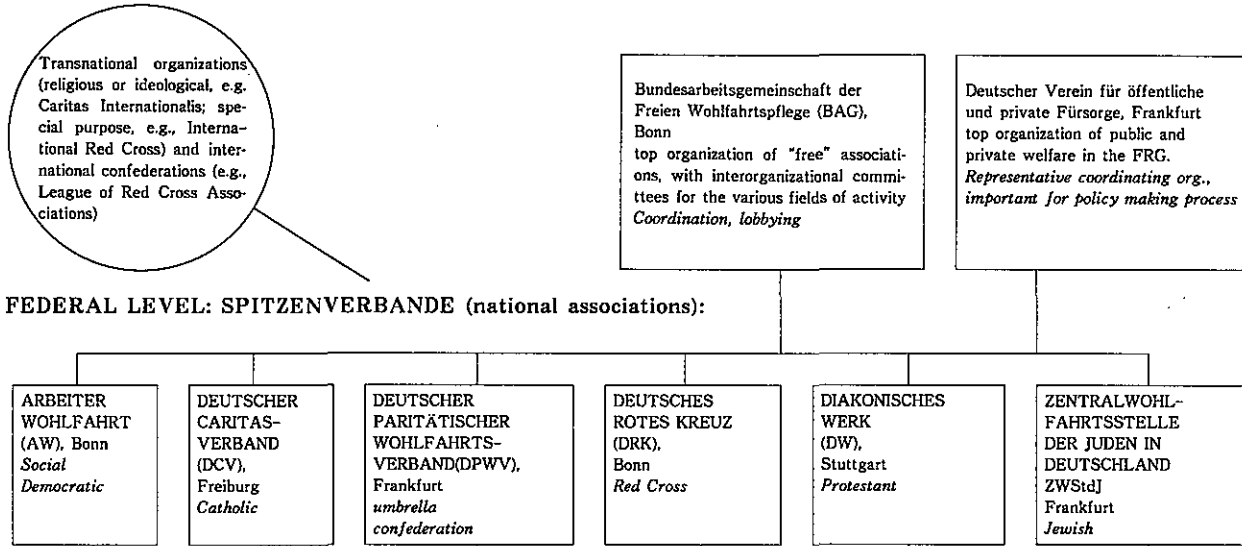 Transnational organizations
(religious or ideological, e.g.
Caritas Internationalis; spe-
cial purpose, e.g., Interna-
tional Red Cross) and inter-
national confederations (e.g.,
League of Red Cross Asso-
ciations)
Bundesarbeitsgemeinschaft der
Freien Wohlfahrtspflege (BAG),
Bonn
top organization of "free" associati-
ons, with interorganizational commi-
ttees for the various fields of activity
Coordination, lobbying
Deutscher Verein für öffentliche
und private Fürsorge, Frankfurt
top organization of public and
private welfare in the FRG.
Representative coordinating org.,
important for policy making process
FEDERAL LEVEL: SPITZENVERBANDE (national associations):
ARBEITER
WOHLFAHRT
(AW), Bonn
Social
Democratic
DEUTSCHER
CARITAS-
VERBAND
(DCV),
Freiburg
Catholic
DEUTSCHER
PARITÄTISCHER
WOHLFAHRTS-
VERBAND(DPWV),
Frankfurt
umbrella
confederation
DEUTSCHES
ROTES KREUZ
(DRK),
Bonn
Red Cross
DIAKONISCHES
WERK
(DW),
Stuttgart
Protestant
ZENTRALWOHL-
FAHRTSSTELLE
DER JUDEN IN
DEUTSCHLAND
ZWStdJ
Frankfurt
Jewish